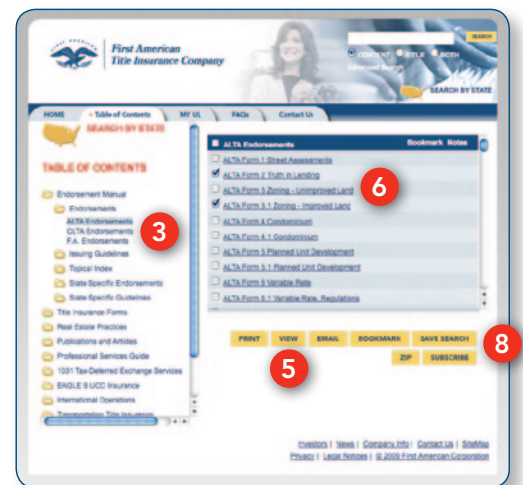 First American
Title Insurance Company
SEARCH
CONTENT TITLE BOTH
Advanced Search
SEARCH BY STATE
HOME Table of Contents MY UL FAQs Contact Us
SEARCH BY STATE
TABLE OF CONTENTS
Endorsement Manual
Endorsements
ALTA Endorsements
CLTA Endorsements
F.A. Endorsements
3
Issuing Guidelines
Topical Index
State Specific Endorsements
State Specific Guidelines
Title Insurance Forms
Real Estate Practices
Publications and Articles
Professional Services Guide
1031 Tax-Deferred Exchange Services
EAGLE 9 UCC Insurance
International Operations
Transportation Title Insurance
ALTA Endorsements Bookmark Notes
ALTA Form 1 Street Assessments
ALTA Form 2 Truth in Lending
ALTA Form 3 Zoning - Unimproved Land
6
ALTA Form 3.1 Zoning - Improved Land
ALTA Form 4 Condominium
ALTA Form 4.1 Condominium
ALTA Form 5 Planned Unit Development
ALTA Form 5.1 Planned Unit Development
ALTA Form 6 Variable Rate
ALTA Form 6.1 Variable Rate, Regulations
PRINT VIEW EMAIL BOOKMARK SAVE SEARCH
8
5
ZIP SUBSCRIBE
Investors | News | Company Info | Contact Us | SiteMap
Privacy | Legal Notices | © 2009 First American Corporation